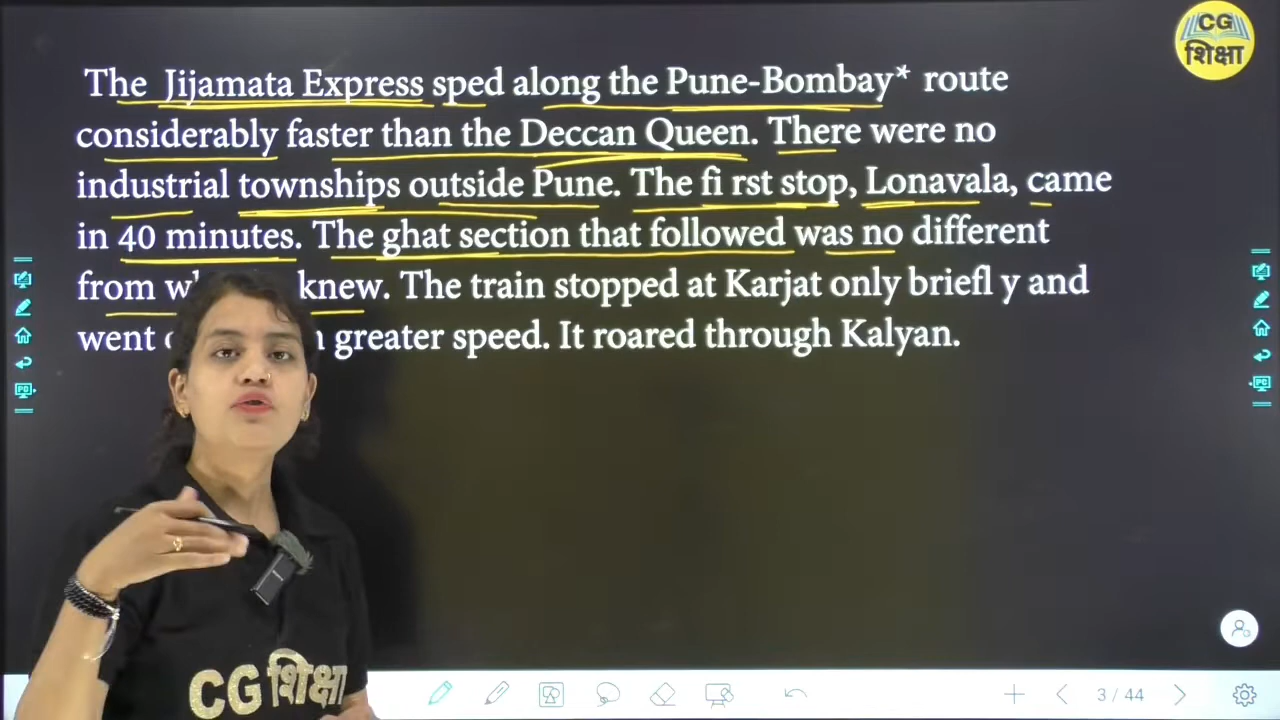 CG
शिक्षा
The Jijamata Express sped along the Pune-Bombay* route
considerably faster than the Deccan Queen. There were no
industrial townships outside Pune. The fi rst stop, Lonavala, came
in 40 minutes. The ghat section that followed was no different
from knew. The train stopped at Karjat only briefl y and
went greater speed. It roared through Kalyan.
CG शिक्षा
3 / 44